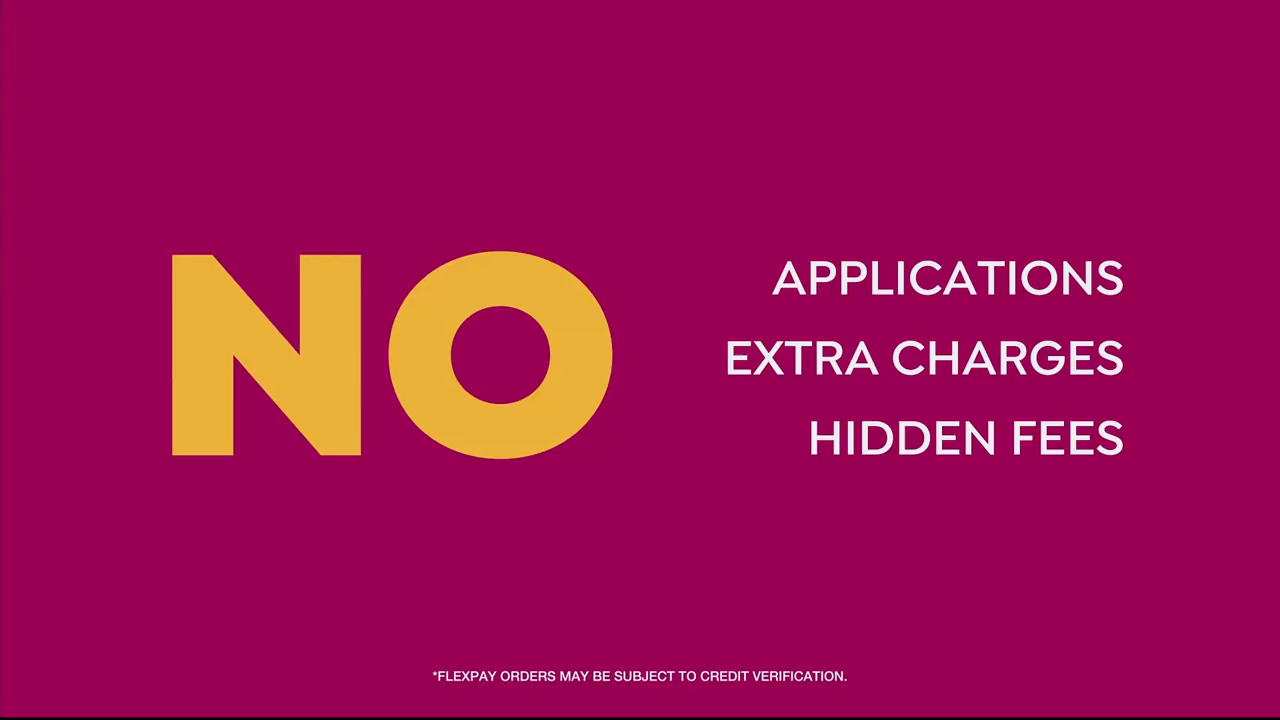 NO
APPLICATIONS
EXTRA CHARGES
HIDDEN FEES
*FLEXPAY ORDERS MAY BE SUBJECT TO CREDIT VERIFICATION.